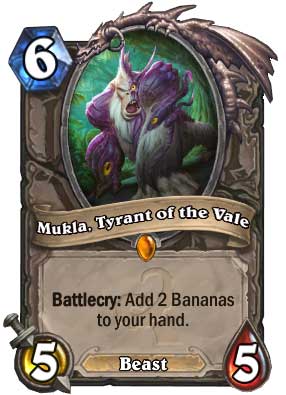 6
Mukla, Tyrant of the Vale
Battlecry: Add 2 Bananas
to your hand.
5
Beast
5